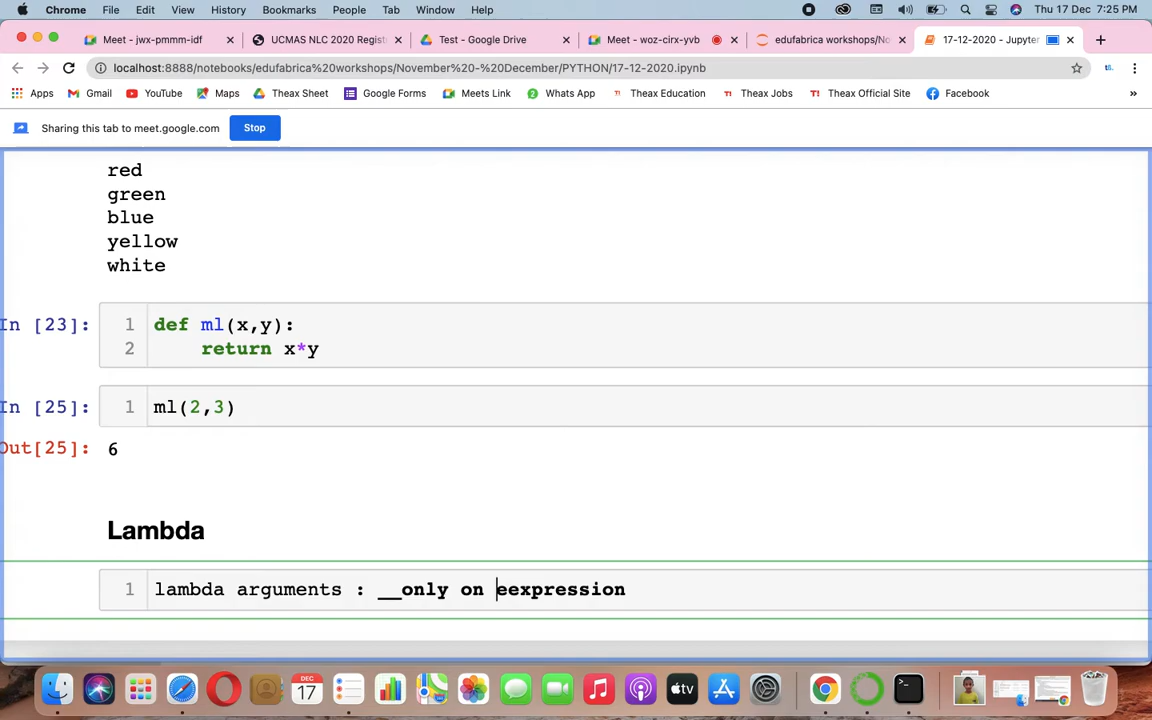 Chrome File Edit View History Bookmarks People Tab Window Help Thu 17 Dec 7:25 PM
Meet - jwx-pmmm-idf UCMAS NLC 2020 Regist Test - Google Drive Meet - woz-cirx-yvb edufabrica workshops/No 17-12-2020 - Jupyter
localhost:8888/notebooks/edufabrica%20workshops/November%20-%20December/PYTHON/17-12-2020.ipynb
Apps Gmail YouTube Maps Theax Sheet Google Forms Meets Link Whats App Theax Education Theax Jobs Theax Official Site Facebook »
Sharing this tab to meet.google.com Stop
red
green
blue
yellow
white
In [23]: 1 def ml(x,y):
2 return x*y
In [25]: 1 ml(2,3)
Out[25]: 6
Lambda
1 lambda arguments : __only on eexpression
DEC
17
tv